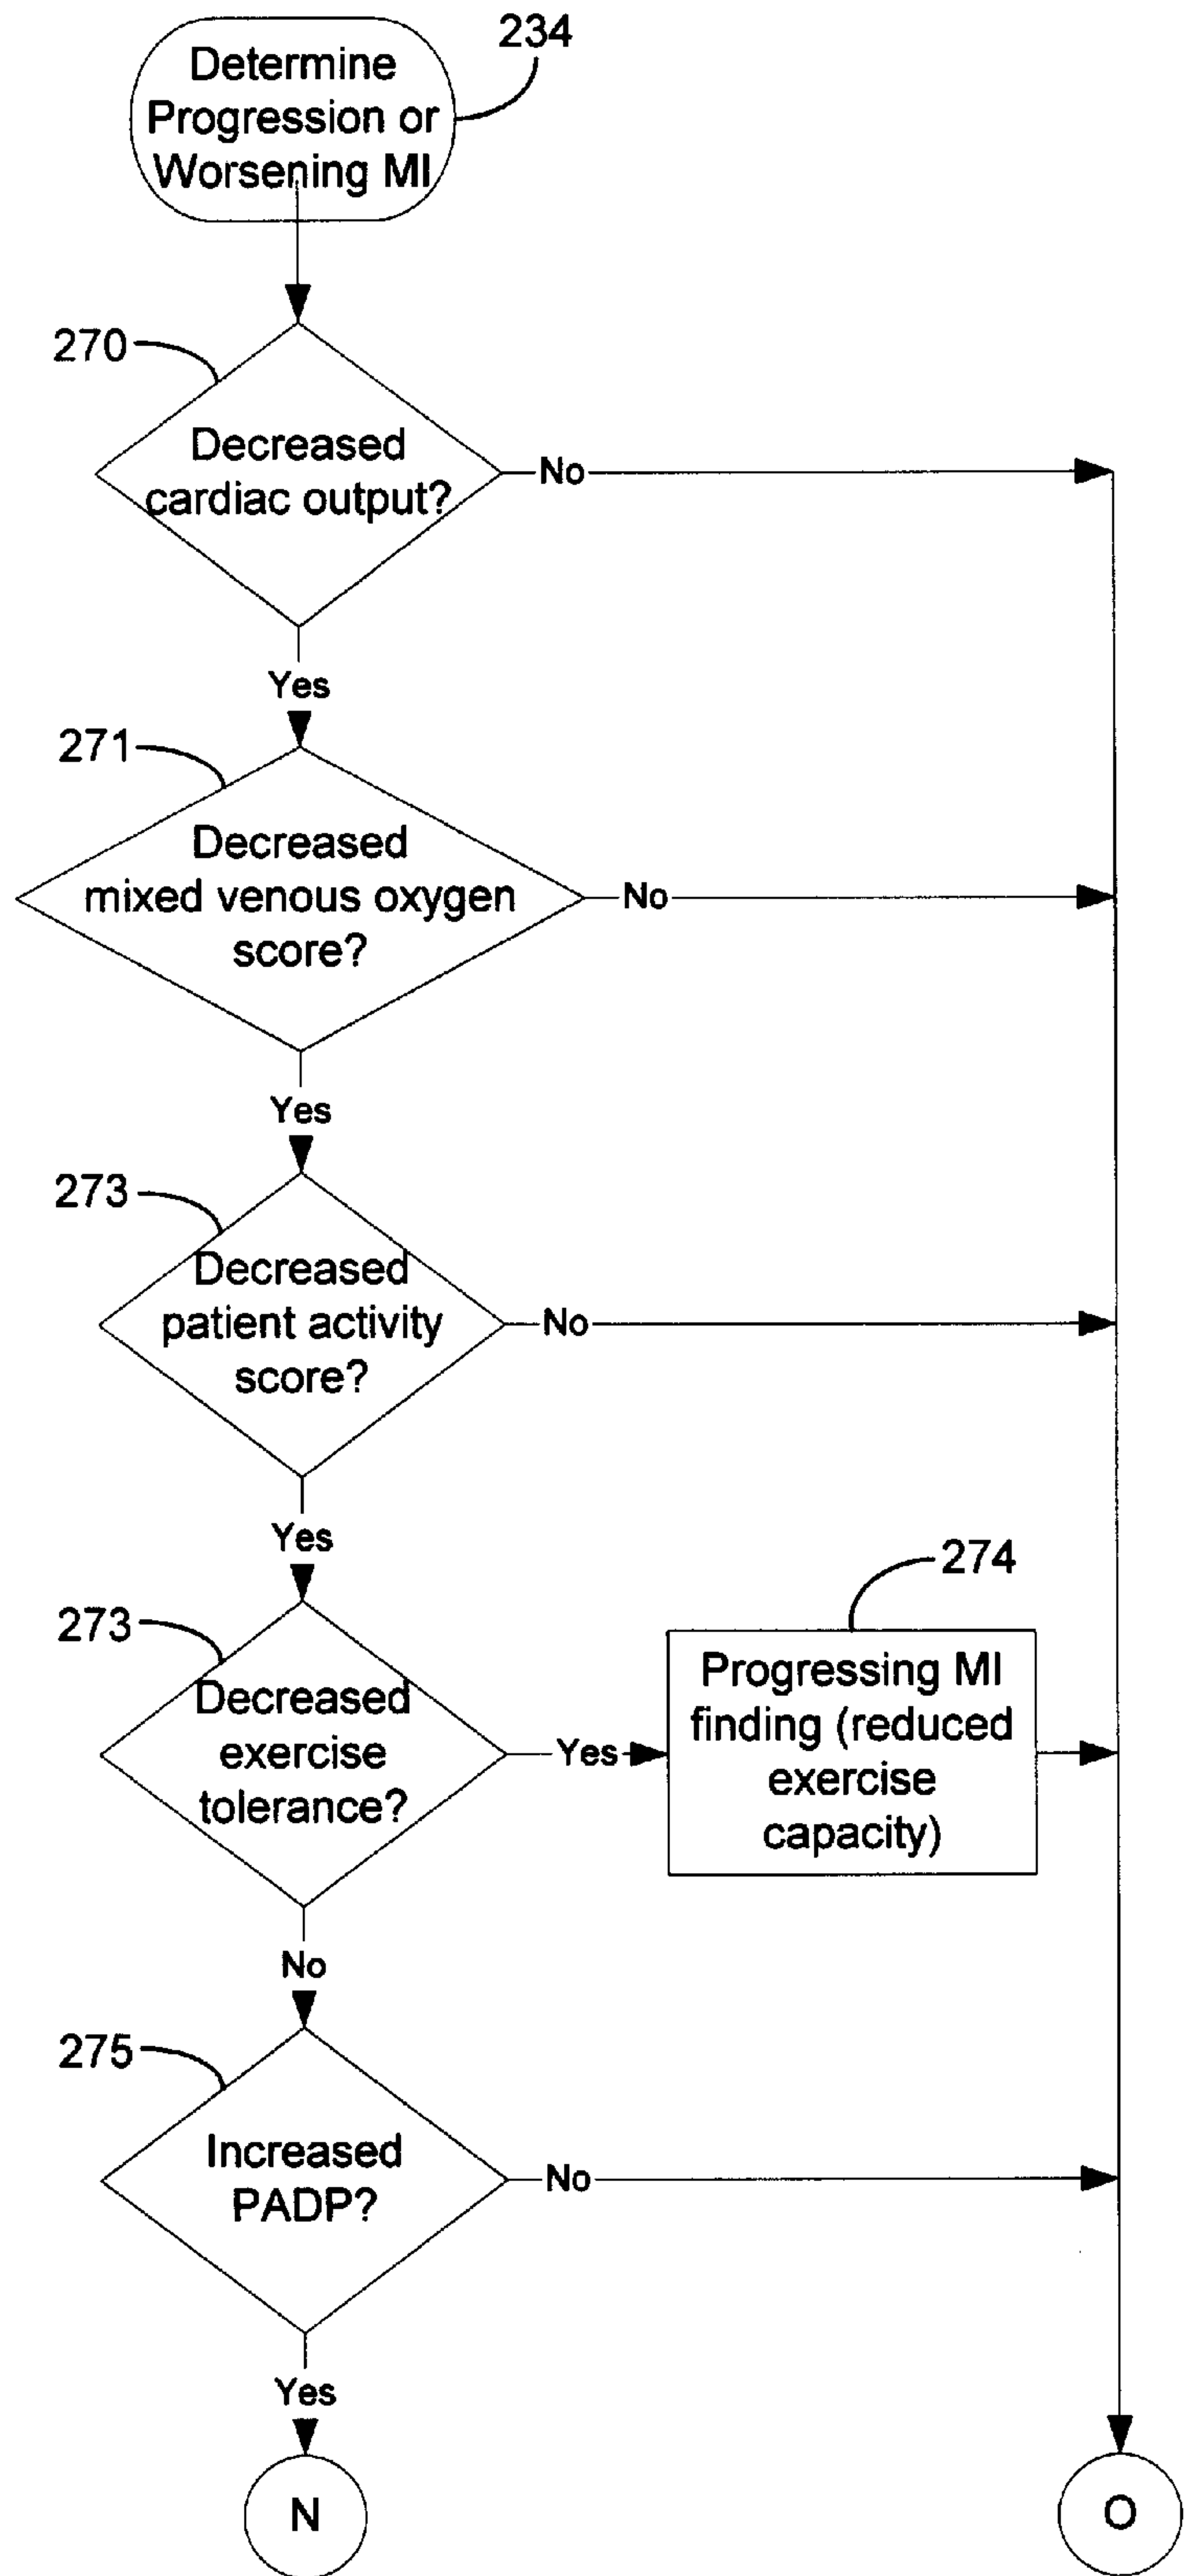 234
Determine
Progression or
Worsening MI
270
Decreased
cardiac output?
No
Yes
271
Decreased
mixed venous oxygen
score?
No
Yes
273
Decreased
patient activity
score?
No
Yes
273
Decreased
exercise
tolerance?
Yes
274
Progressing MI
finding (reduced
exercise
capacity)
No
275
Increased
PADP?
No
Yes
N
O